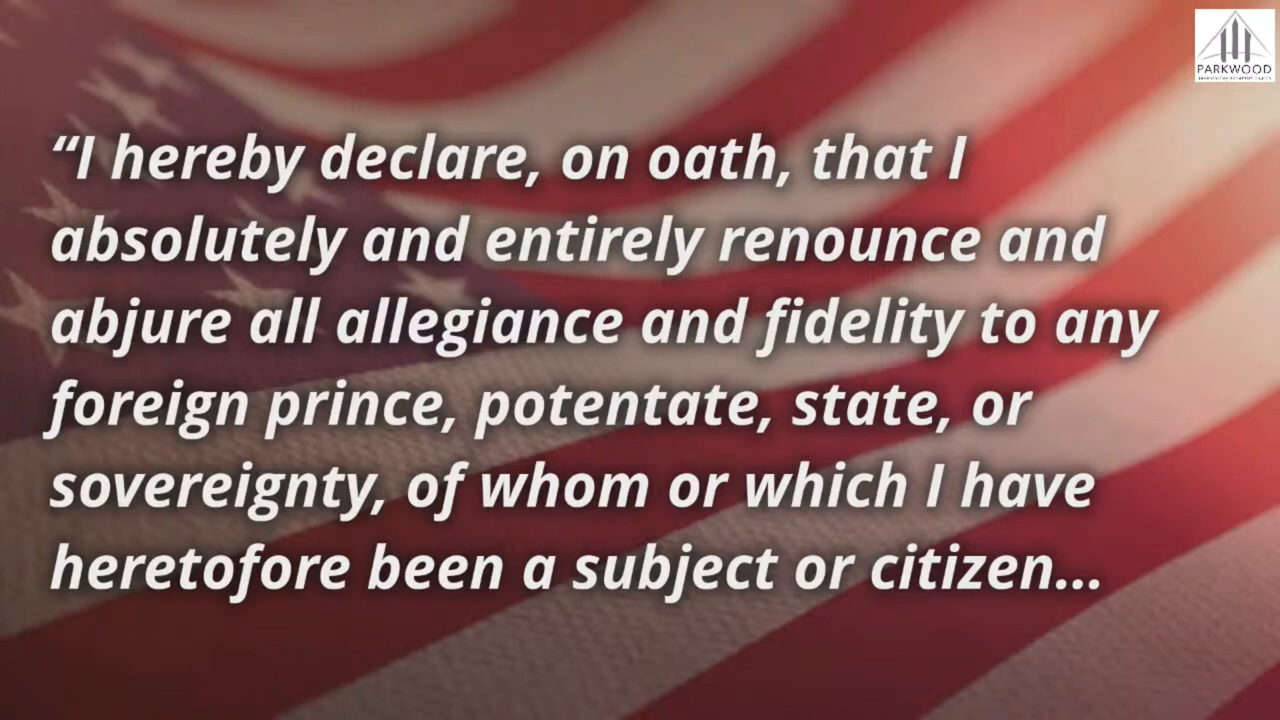 PARKWOOD
“I hereby declare, on oath, that I
absolutely and entirely renounce and
abjure all allegiance and fidelity to any
foreign prince, potentate, state, or
sovereignty, of whom or which I have
heretofore been a subject or citizen...